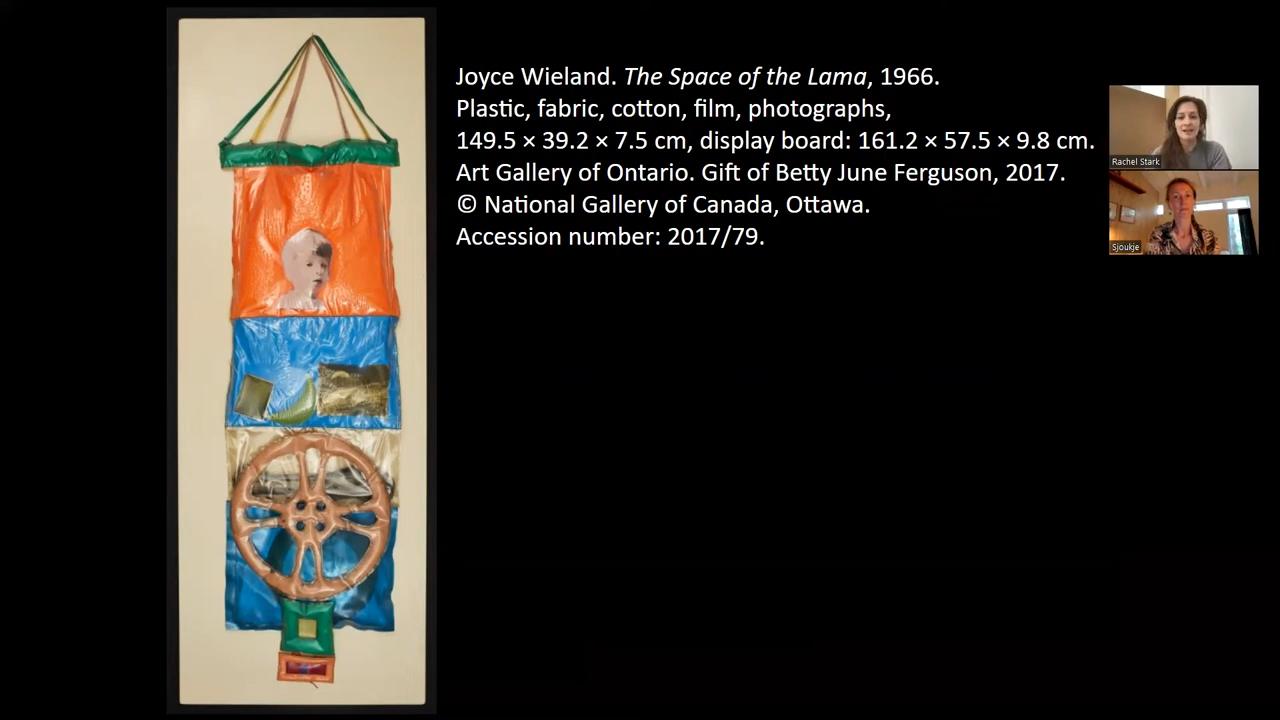 Joyce Wieland. The Space of the Lama, 1966.
Plastic, fabric, cotton, film, photographs,
149.5 × 39.2 × 7.5 cm, display board: 161.2 × 57.5 × 9.8 cm.
Art Gallery of Ontario. Gift of Betty June Ferguson, 2017.
© National Gallery of Canada, Ottawa.
Accession number: 2017/79.
Rachel Stark
Sjoukje